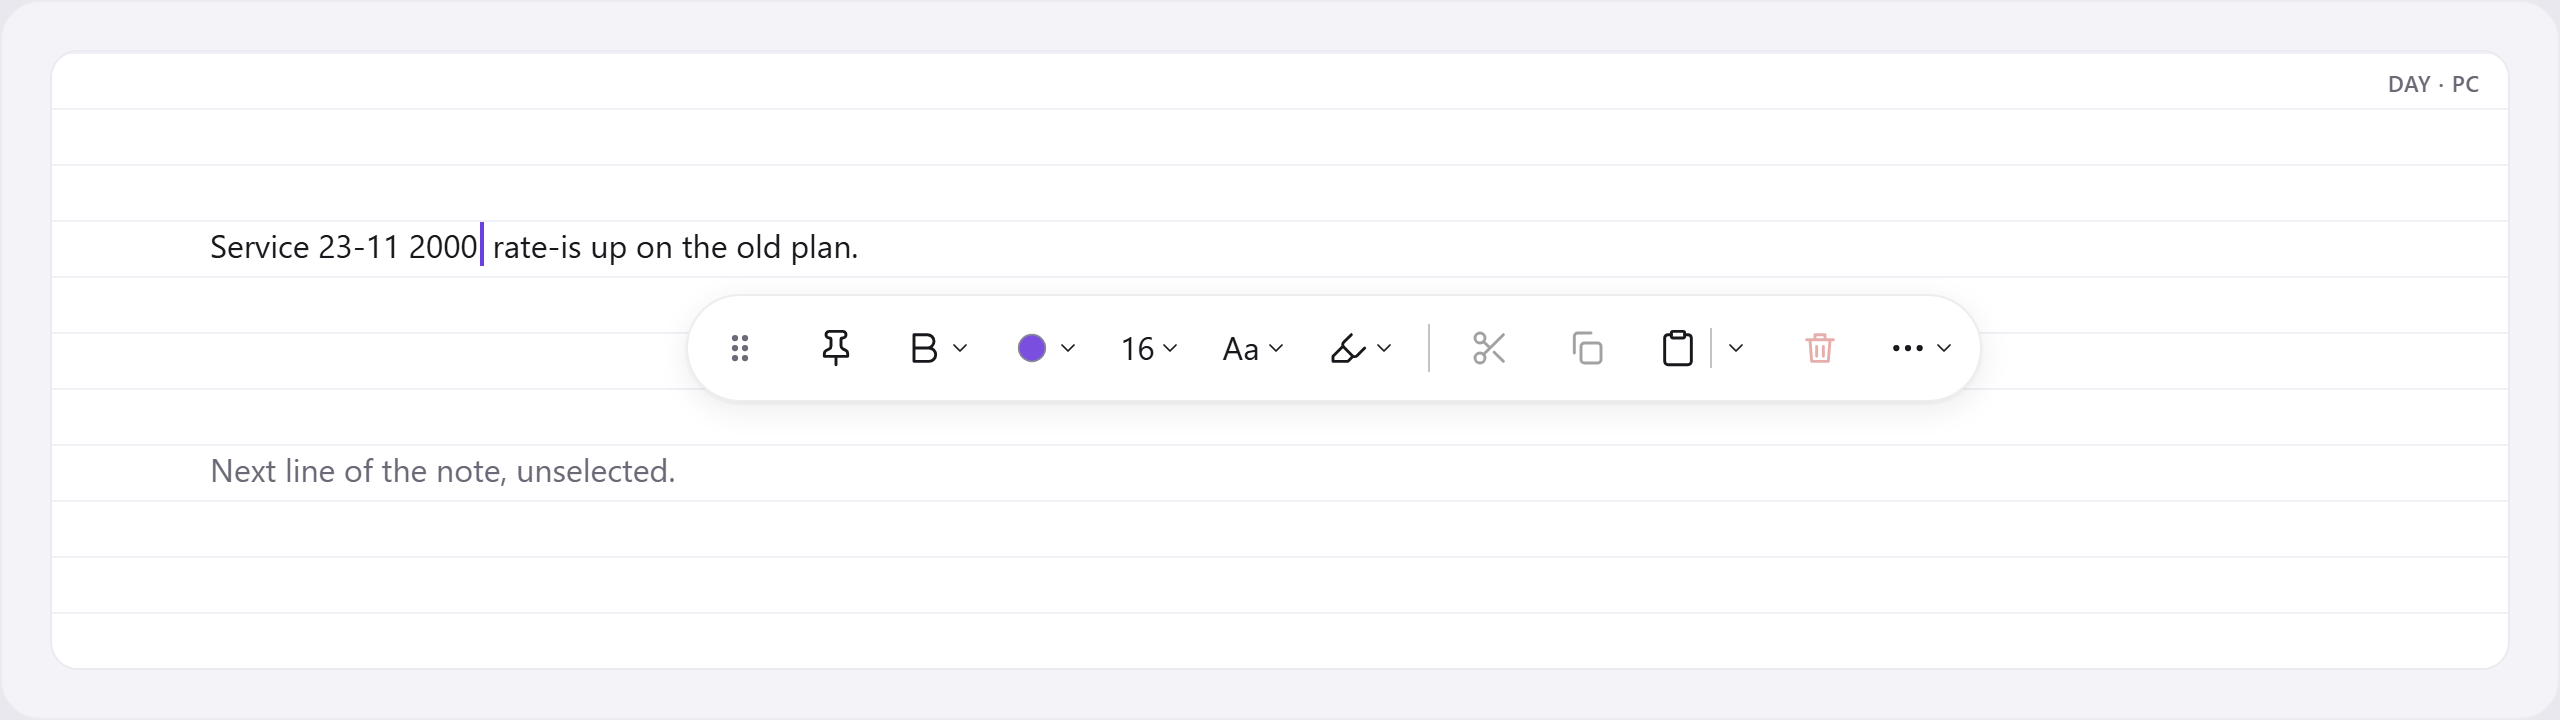 DAY · PC
Service 23-11 2000 rate-is up on the old plan.
16 Aa
Next line of the note, unselected.